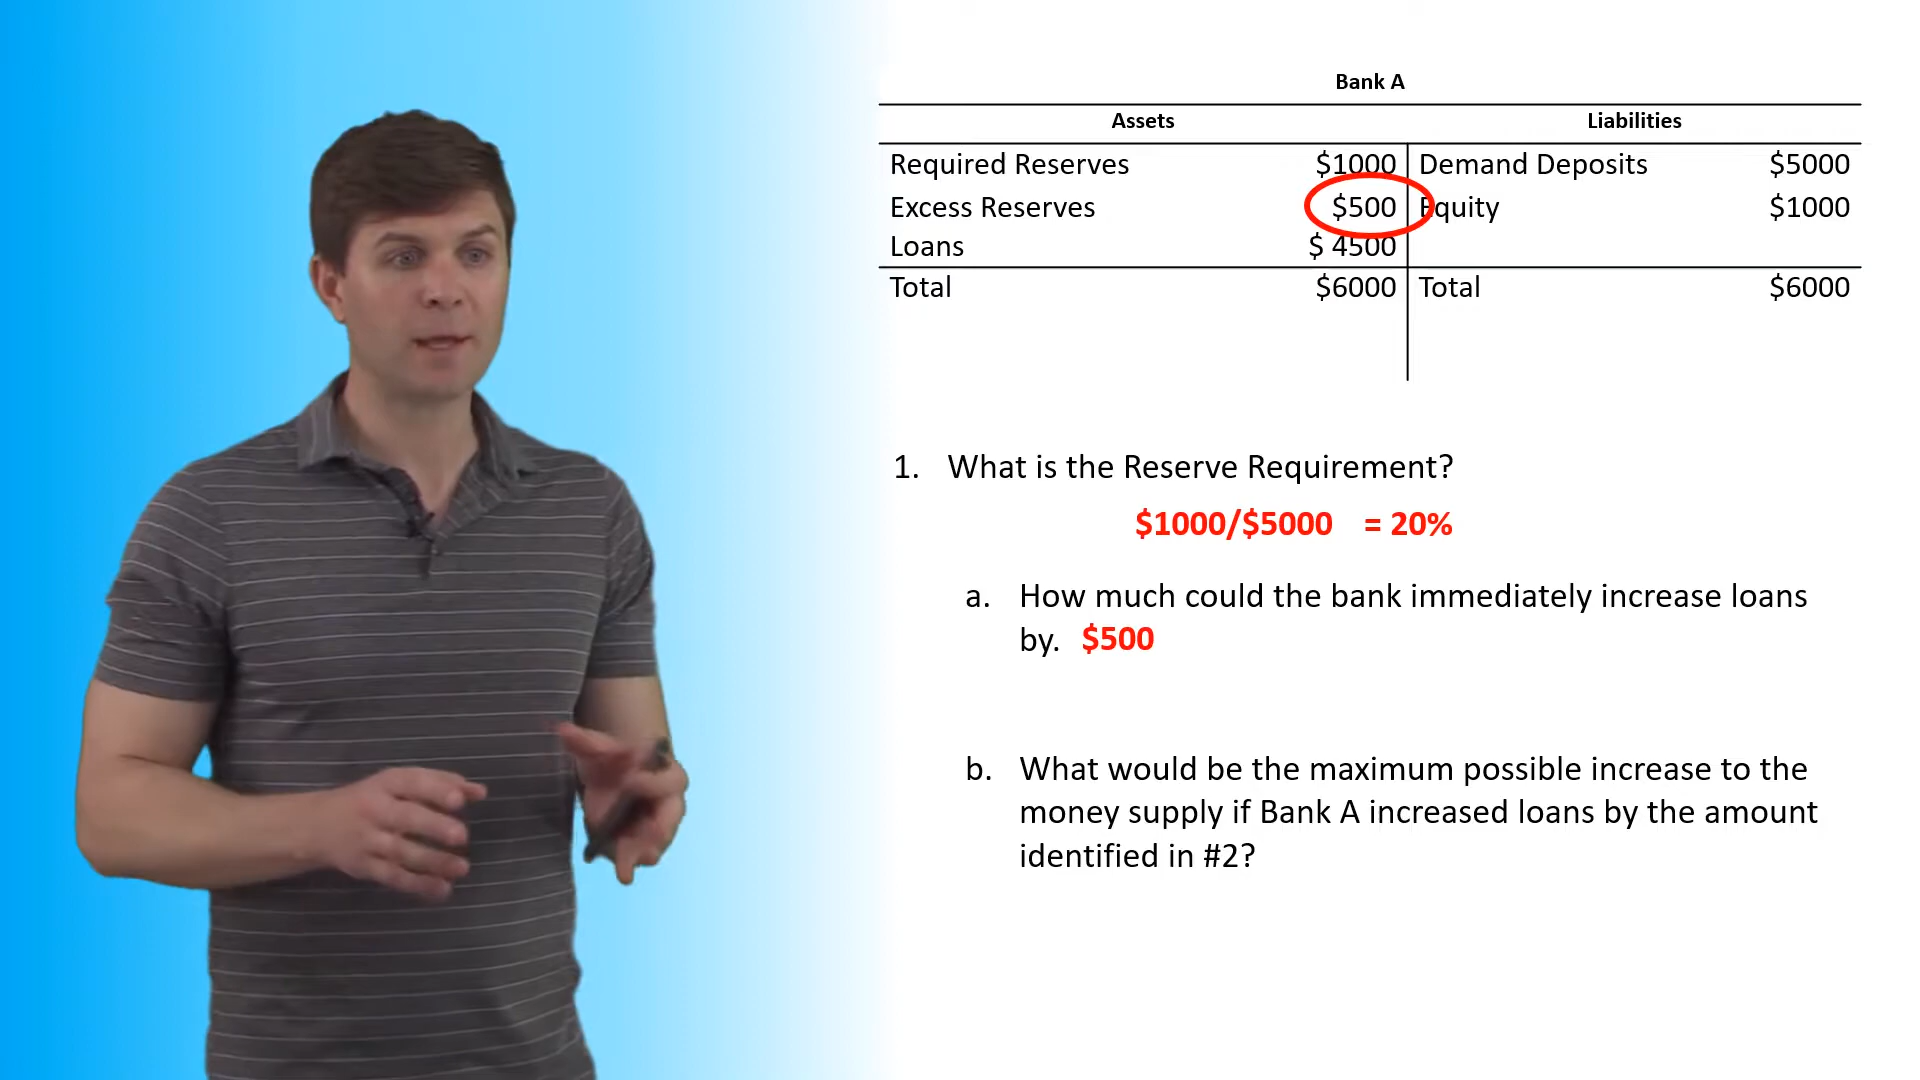 Bank A
Assets Liabilities
Required Reserves $1000 Demand Deposits $5000
Excess Reserves $500 Equity $1000
Loans $ 4500
Total $6000 Total $6000
1. What is the Reserve Requirement?
$1000/$5000 = 20%
a. How much could the bank immediately increase loans
by. $500
b. What would be the maximum possible increase to the
money supply if Bank A increased loans by the amount
identified in #2?